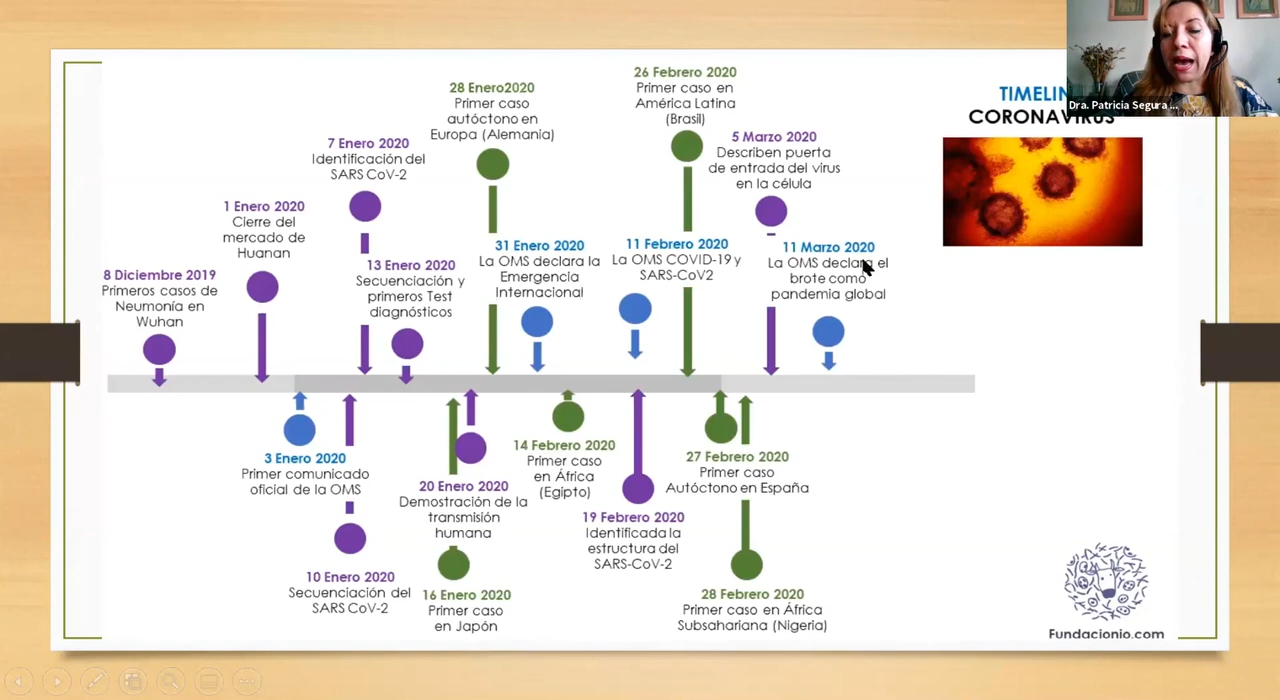 Dra. Patricia Segura ...
TIMELIN
CORONAVIRUS
26 Febrero 2020
Primer caso en
América Latina
(Brasil)
28 Enero2020
Primer caso
autóctono en
Europa (Alemania)
7 Enero 2020
Identificación del
SARS CoV-2
5 Marzo 2020
Describen puerta
de entrada del virus
en la célula
1 Enero 2020
Cierre del
mercado de
Huanan
31 Enero 2020
La OMS declara la
Emergencia
Internacional
11 Febrero 2020
La OMS COVID-19 y
SARS-CoV2
11 Marzo 2020
La OMS declara el
brote como
pandemia global
13 Enero 2020
Secuenciación y
primeros Test
diagnósticos
8 Diciembre 2019
Primeros casos de
Neumonía en
Wuhan
3 Enero 2020
Primer comunicado
oficial de la OMS
20 Enero 2020
Demostración de la
transmisión
humana
14 Febrero 2020
Primer caso
en África
(Egipto)
27 Febrero 2020
Primer caso
Autóctono en España
19 Febrero 2020
Identificada la
estructura del
SARS-CoV-2
10 Enero 2020
Secuenciación del
SARS CoV-2
16 Enero 2020
Primer caso
en Japón
28 Febrero 2020
Primer caso en África
Subsahariana (Nigeria)
Fundacionio.com